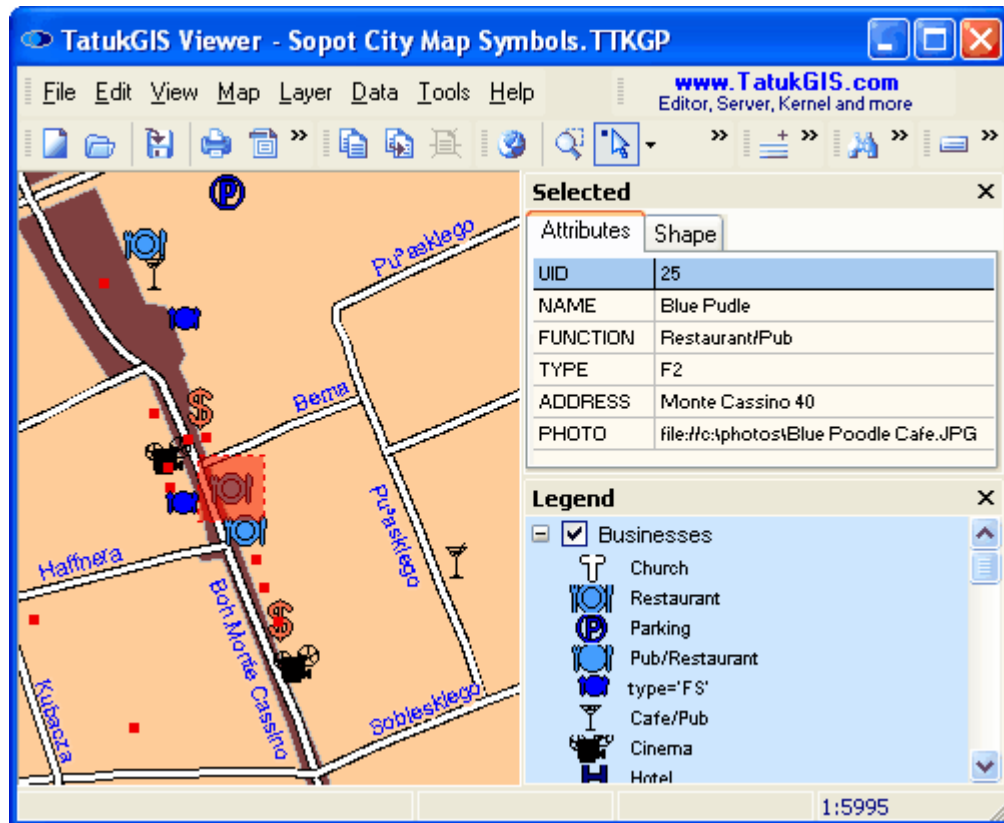 TatukGIS Viewer - Sopot City Map Symbols.TTKGP
File Edit View Map Layer Data Tools Help
www.TatukGIS.com
Editor, Server, Kernel and more
Selected
Attributes Shape
UID 25
NAME Blue Pudle
FUNCTION Restaurant/Pub
TYPE F2
ADDRESS Monte Cassino 40
PHOTO file://c:\photos\Blue Poodle Cafe.JPG
Legend
Businesses
Church
Restaurant
P Parking
Pub/Restaurant
type='FS'
Cafe/Pub
Cinema
H Hotel
P
Puªaskiego
$
Bema
Puªaskiego
Haffnera
$
Boh.Monte Cassino
Kubacza
Sobieskiego
1:5995